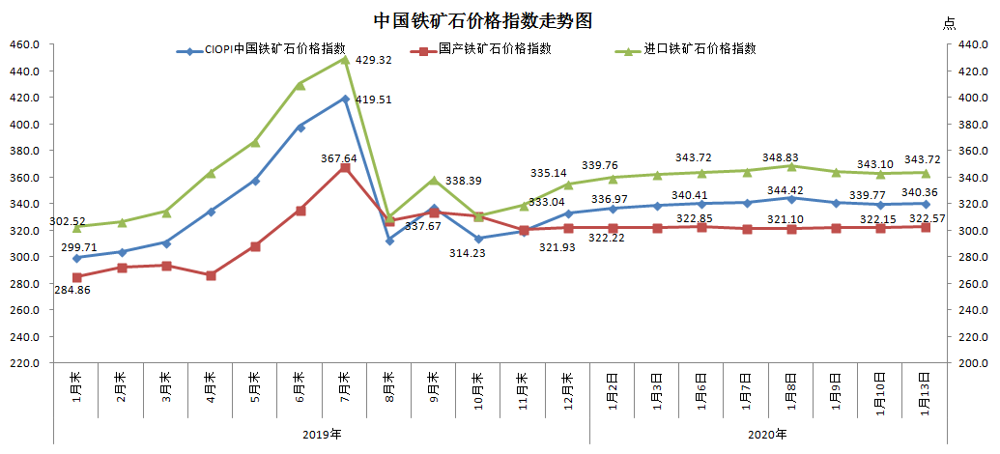 中国铁矿石价格指数走势图
点
CIOPI中国铁矿石价格指数 国产铁矿石价格指数 进口铁矿石价格指数
460.0
440.0
420.0
400.0
380.0
360.0
340.0
320.0
300.0
280.0
260.0
240.0
220.0
440.0
420.0
400.0
380.0
360.0
340.0
320.0
300.0
280.0
260.0
240.0
220.0
200.0
429.32
419.51
367.64
302.52
299.71
284.86
338.39
337.67
314.23
335.14
333.04
321.93
339.76
336.97
322.22
343.72
340.41
322.85
348.83
344.42
321.10
343.10
339.77
322.15
343.72
340.36
322.57
1月末
2月末
3月末
4月末
5月末
6月末
7月末
8月末
9月末
10月末
11月末
12月末
1月2日
1月3日
1月6日
1月7日
1月8日
1月9日
1月10日
1月13日
2019年 2020年